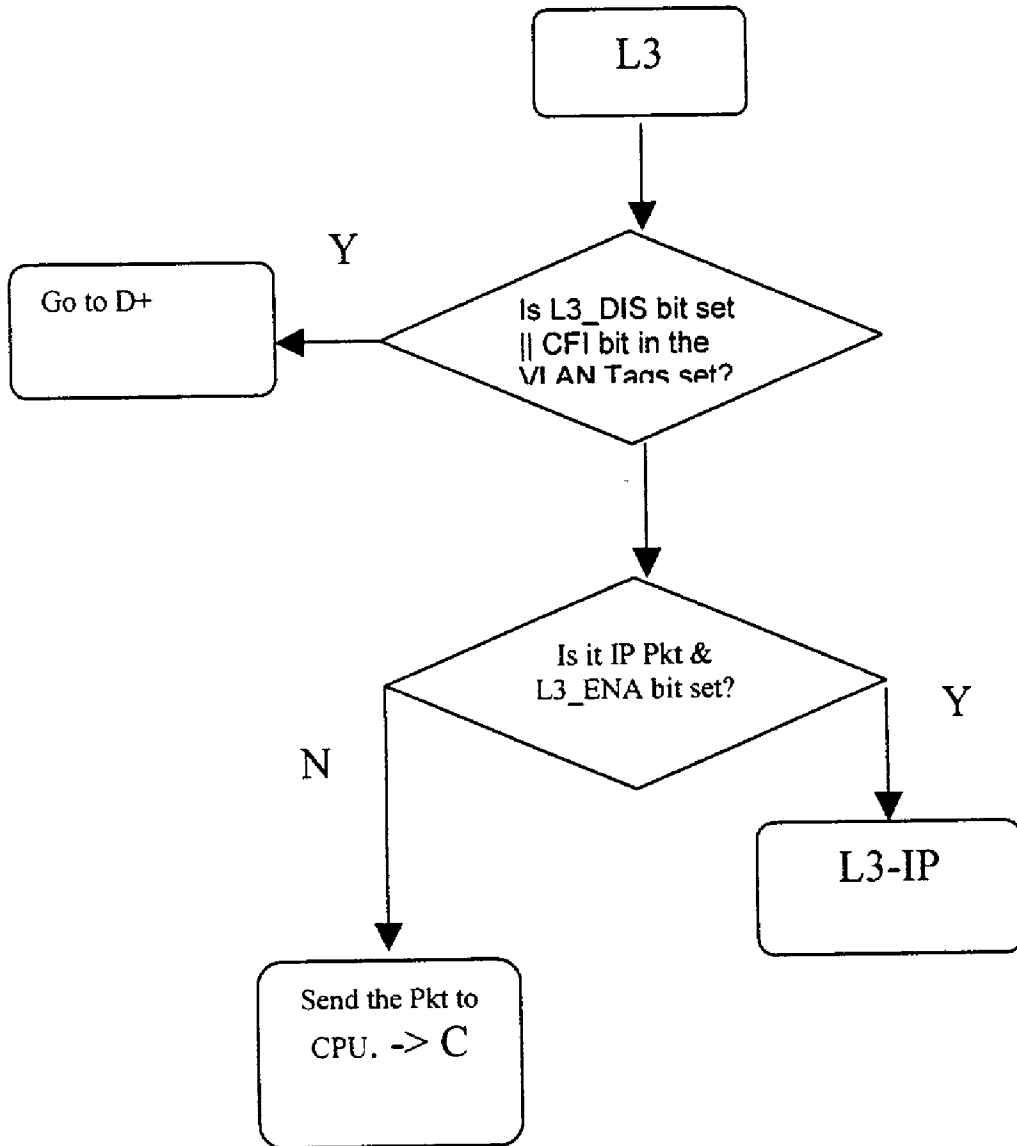 L3
Y
Go to D+
Is L3_DIS bit set
|| CFI bit in the
VLAN Tags set?
Is it IP Pkt &
L3_ENA bit set?
Y
N
L3-IP
Send the Pkt to
CPU. -> C